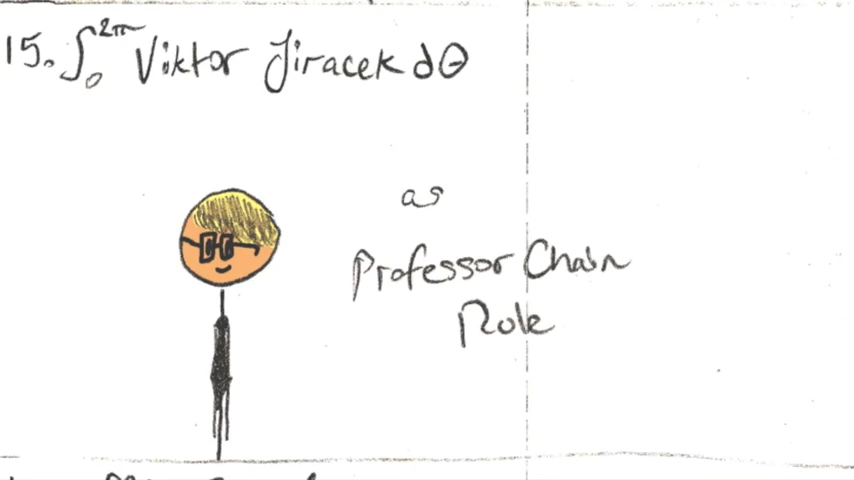 15. ∫₀^2π Viktor Jiracek dθ
as
Professor Chain
Rule